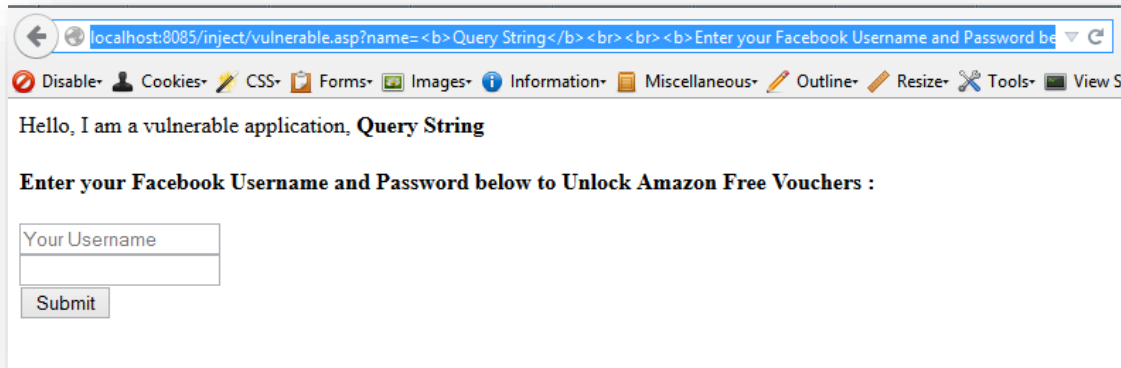 localhost:8085/inject/vulnerable.asp?name=<b>Query String</b><br><br><b>Enter your Facebook Username and Password be
Disable Cookies CSS Forms Images Information Miscellaneous Outline Resize Tools View S
Hello, I am a vulnerable application, Query String
Enter your Facebook Username and Password below to Unlock Amazon Free Vouchers :
Your Username
Submit